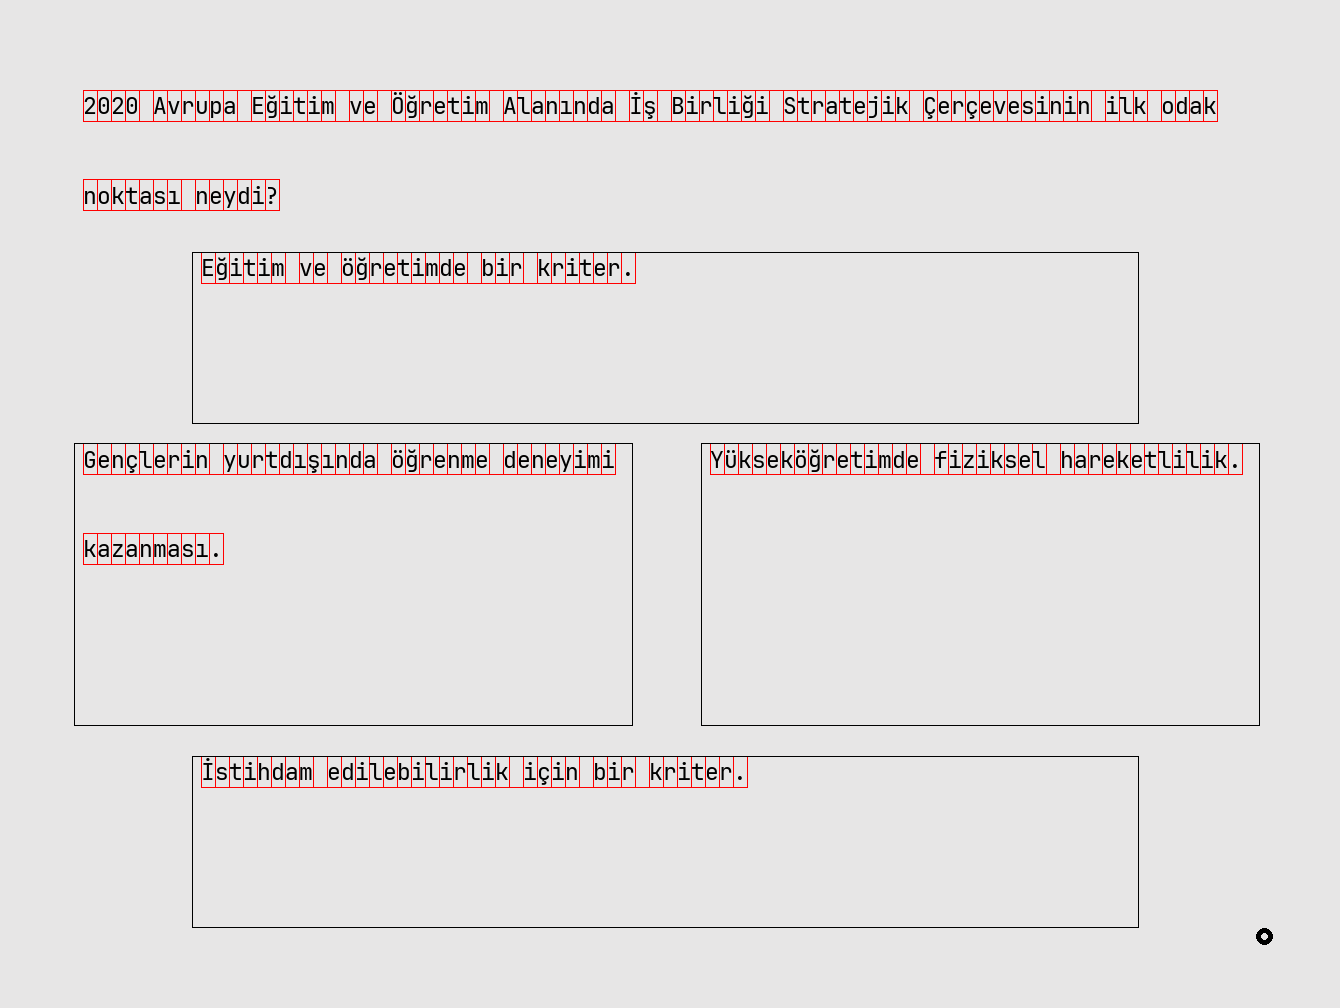 2020 Avrupa Eğitim ve Öğretim Alanında İş Birliği Stratejik Çerçevesinin ilk odak
noktası neydi?
Eğitim ve öğretimde bir kriter.
Gençlerin yurtdışında öğrenme deneyimi
kazanması.
Yükseköğretimde fiziksel hareketlilik.
İstihdam edilebilirlik için bir kriter.